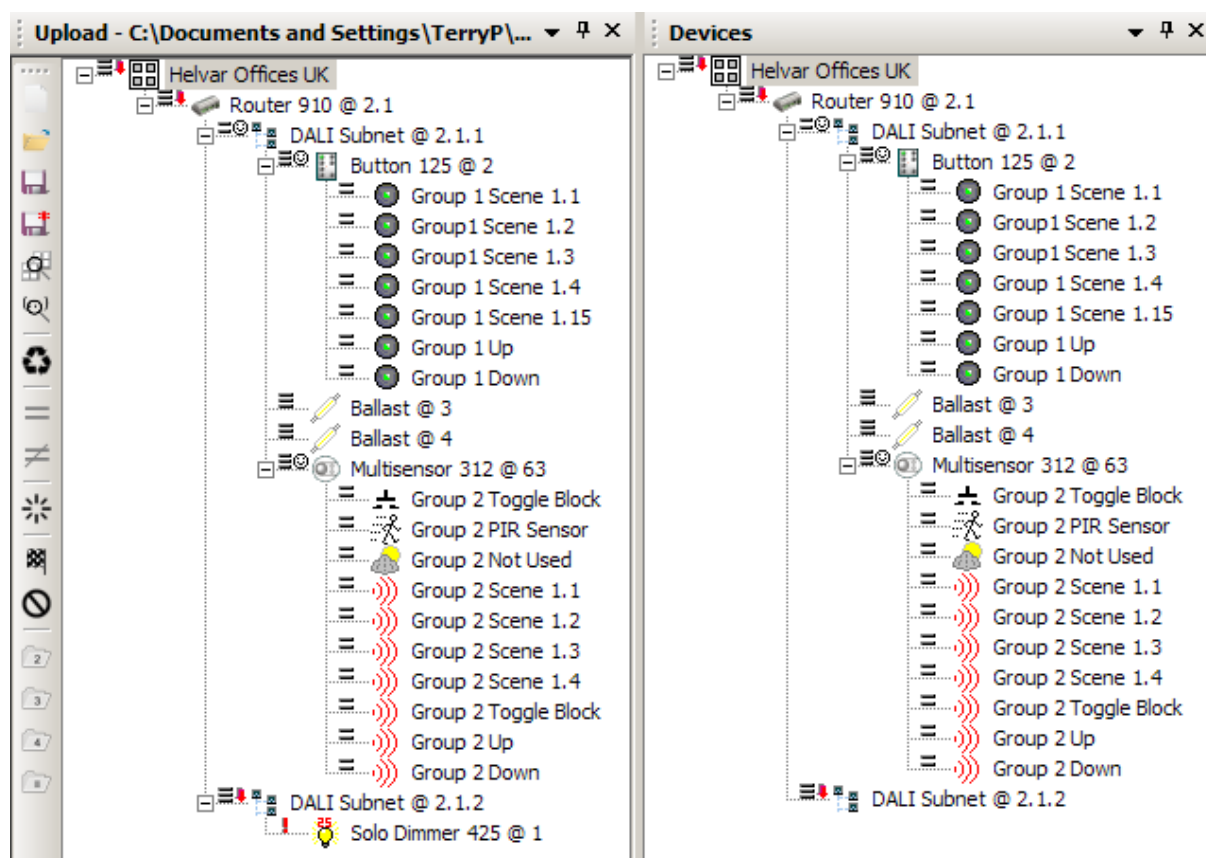 Upload - C:\Documents and Settings\TerryP\...
Helvar Offices UK
Router 910 @ 2.1
DALI Subnet @ 2.1.1
Button 125 @ 2
Group 1 Scene 1.1
Group1 Scene 1.2
Group1 Scene 1.3
Group 1 Scene 1.4
Group 1 Scene 1.15
Group 1 Up
Group 1 Down
Ballast @ 3
Ballast @ 4
Multisensor 312 @ 63
Group 2 Toggle Block
Group 2 PIR Sensor
Group 2 Not Used
Group 2 Scene 1.1
Group 2 Scene 1.2
Group 2 Scene 1.3
Group 2 Scene 1.4
Group 2 Toggle Block
Group 2 Up
Group 2 Down
DALI Subnet @ 2.1.2
25
Solo Dimmer 425 @ 1
2
3
4
Devices
Helvar Offices UK
Router 910 @ 2.1
DALI Subnet @ 2.1.1
Button 125 @ 2
Group 1 Scene 1.1
Group1 Scene 1.2
Group1 Scene 1.3
Group 1 Scene 1.4
Group 1 Scene 1.15
Group 1 Up
Group 1 Down
Ballast @ 3
Ballast @ 4
Multisensor 312 @ 63
Group 2 Toggle Block
Group 2 PIR Sensor
Group 2 Not Used
Group 2 Scene 1.1
Group 2 Scene 1.2
Group 2 Scene 1.3
Group 2 Scene 1.4
Group 2 Toggle Block
Group 2 Up
Group 2 Down
DALI Subnet @ 2.1.2